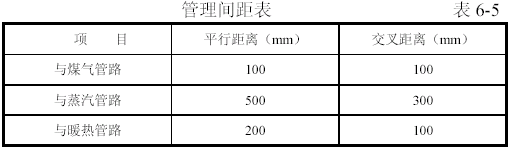 管理间距表 表 6-5
项 目 平行距离（mm） 交叉距离（mm）
与煤气管路 100 100
与蒸汽管路 500 300
与暖热管路 200 100